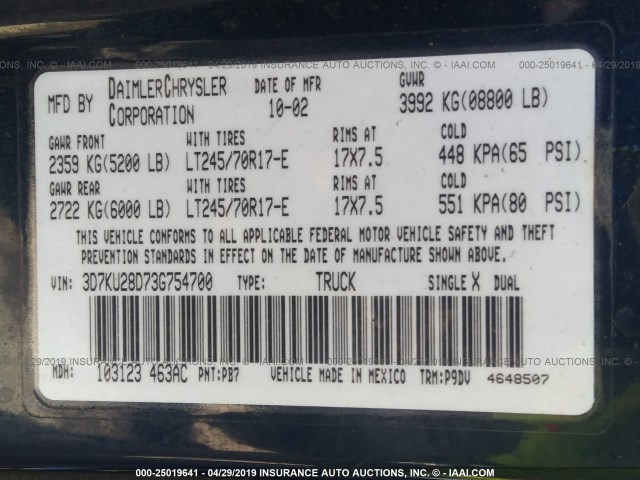 000-25019641 - 04/29/2019 INSURANCE AUTO AUCTIONS, INC. - © IAAI.COM
MFD BY DAIMLERCHRYSLER CORPORATION DATE OF MFR 10-02 GVWR 3992 KG(08800 LB)
GAWR FRONT WITH TIRES RIMS AT COLD
2359 KG(5200 LB) LT245/70R17-E 17X7.5 448 KPA(65 PSI)
GAWR REAR WITH TIRES RIMS AT COLD
2722 KG(6000 LB) LT245/70R17-E 17X7.5 551 KPA(80 PSI)
THIS VEHICLE CONFORMS TO ALL APPLICABLE FEDERAL MOTOR VEHICLE SAFETY AND THEFT
PREVENTION STANDARDS IN EFFECT ON THE DATE OF MANUFACTURE SHOWN ABOVE.
VIN: 3D7KU28D73G754700 TYPE: TRUCK SINGLE X DUAL
MDH: 103123 463AC PNT:PB7 VEHICLE MADE IN MEXICO TRM:P9DV 4648507
000-25019641 - 04/29/2019 INSURANCE AUTO AUCTIONS, INC. - © IAAI.COM